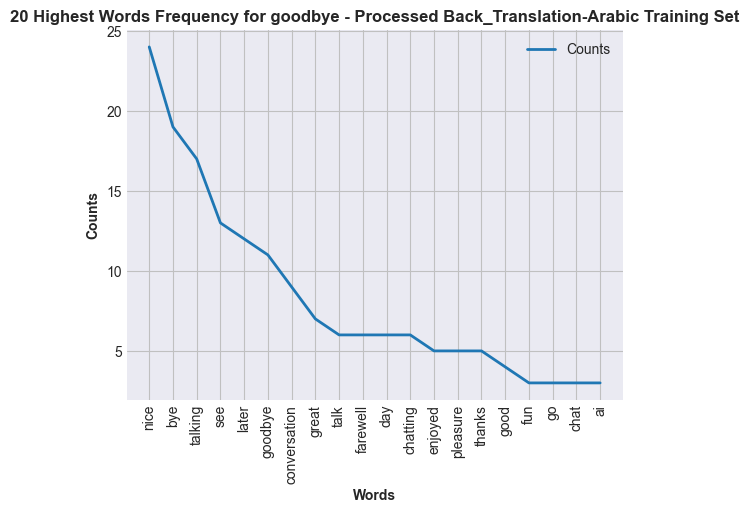 20 Highest Words Frequency for goodbye - Processed Back_Translation-Arabic Training Set
Counts
25
20
15
10
5
Counts
nice
bye
talking
see
later
goodbye
conversation
great
talk
farewell
day
chatting
enjoyed
pleasure
thanks
good
fun
go
chat
ai
Words